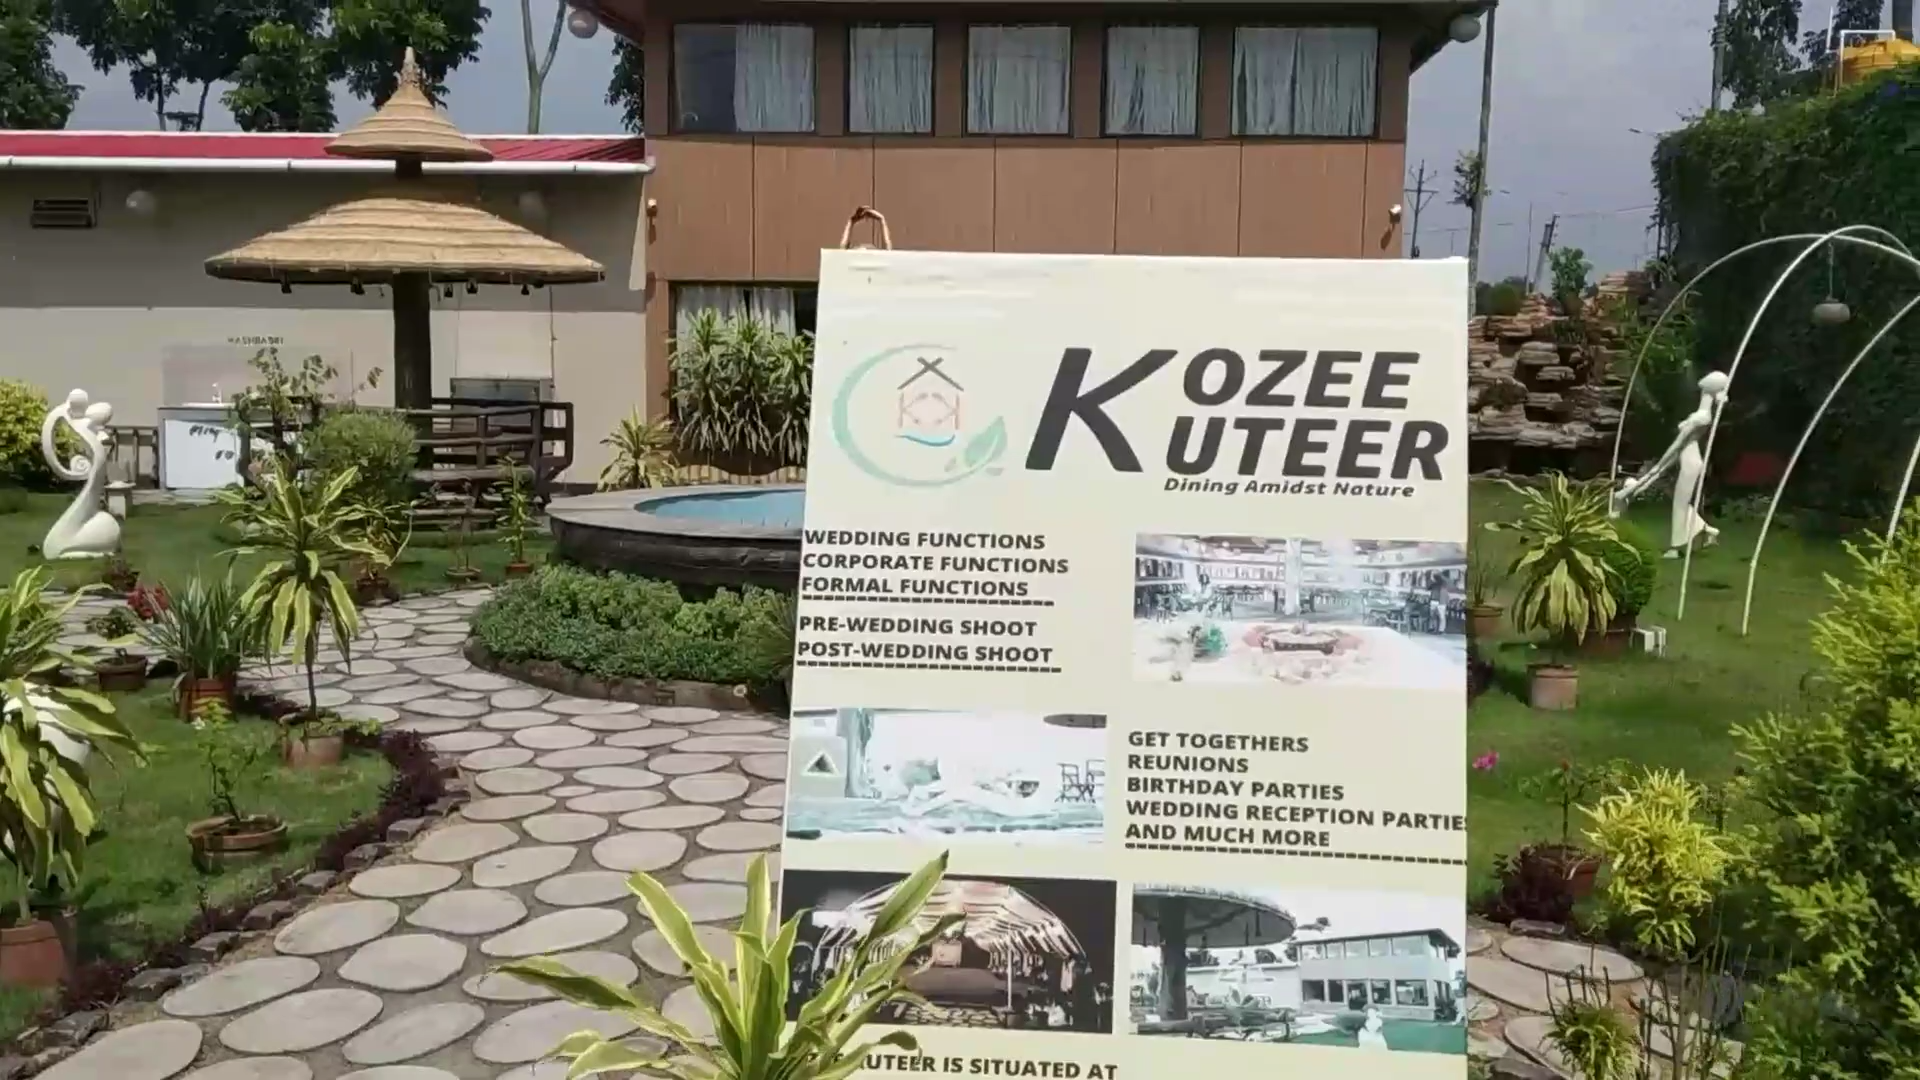 KOZEE
KUTEER
Dining Amidst Nature
WEDDING FUNCTIONS
CORPORATE FUNCTIONS
FORMAL FUNCTIONS
PRE-WEDDING SHOOT
POST-WEDDING SHOOT
GET TOGETHERS
REUNIONS
BIRTHDAY PARTIES
WEDDING RECEPTION PARTIES
AND MUCH MORE
KUTEER IS SITUATED AT